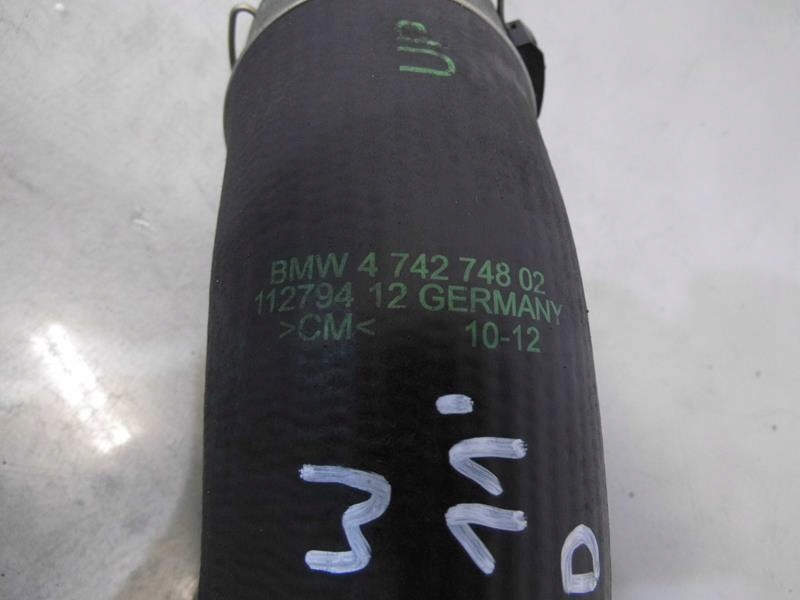 UP
BMW 4 742 748 02
112794 12 GERMANY
>CM< 10-12